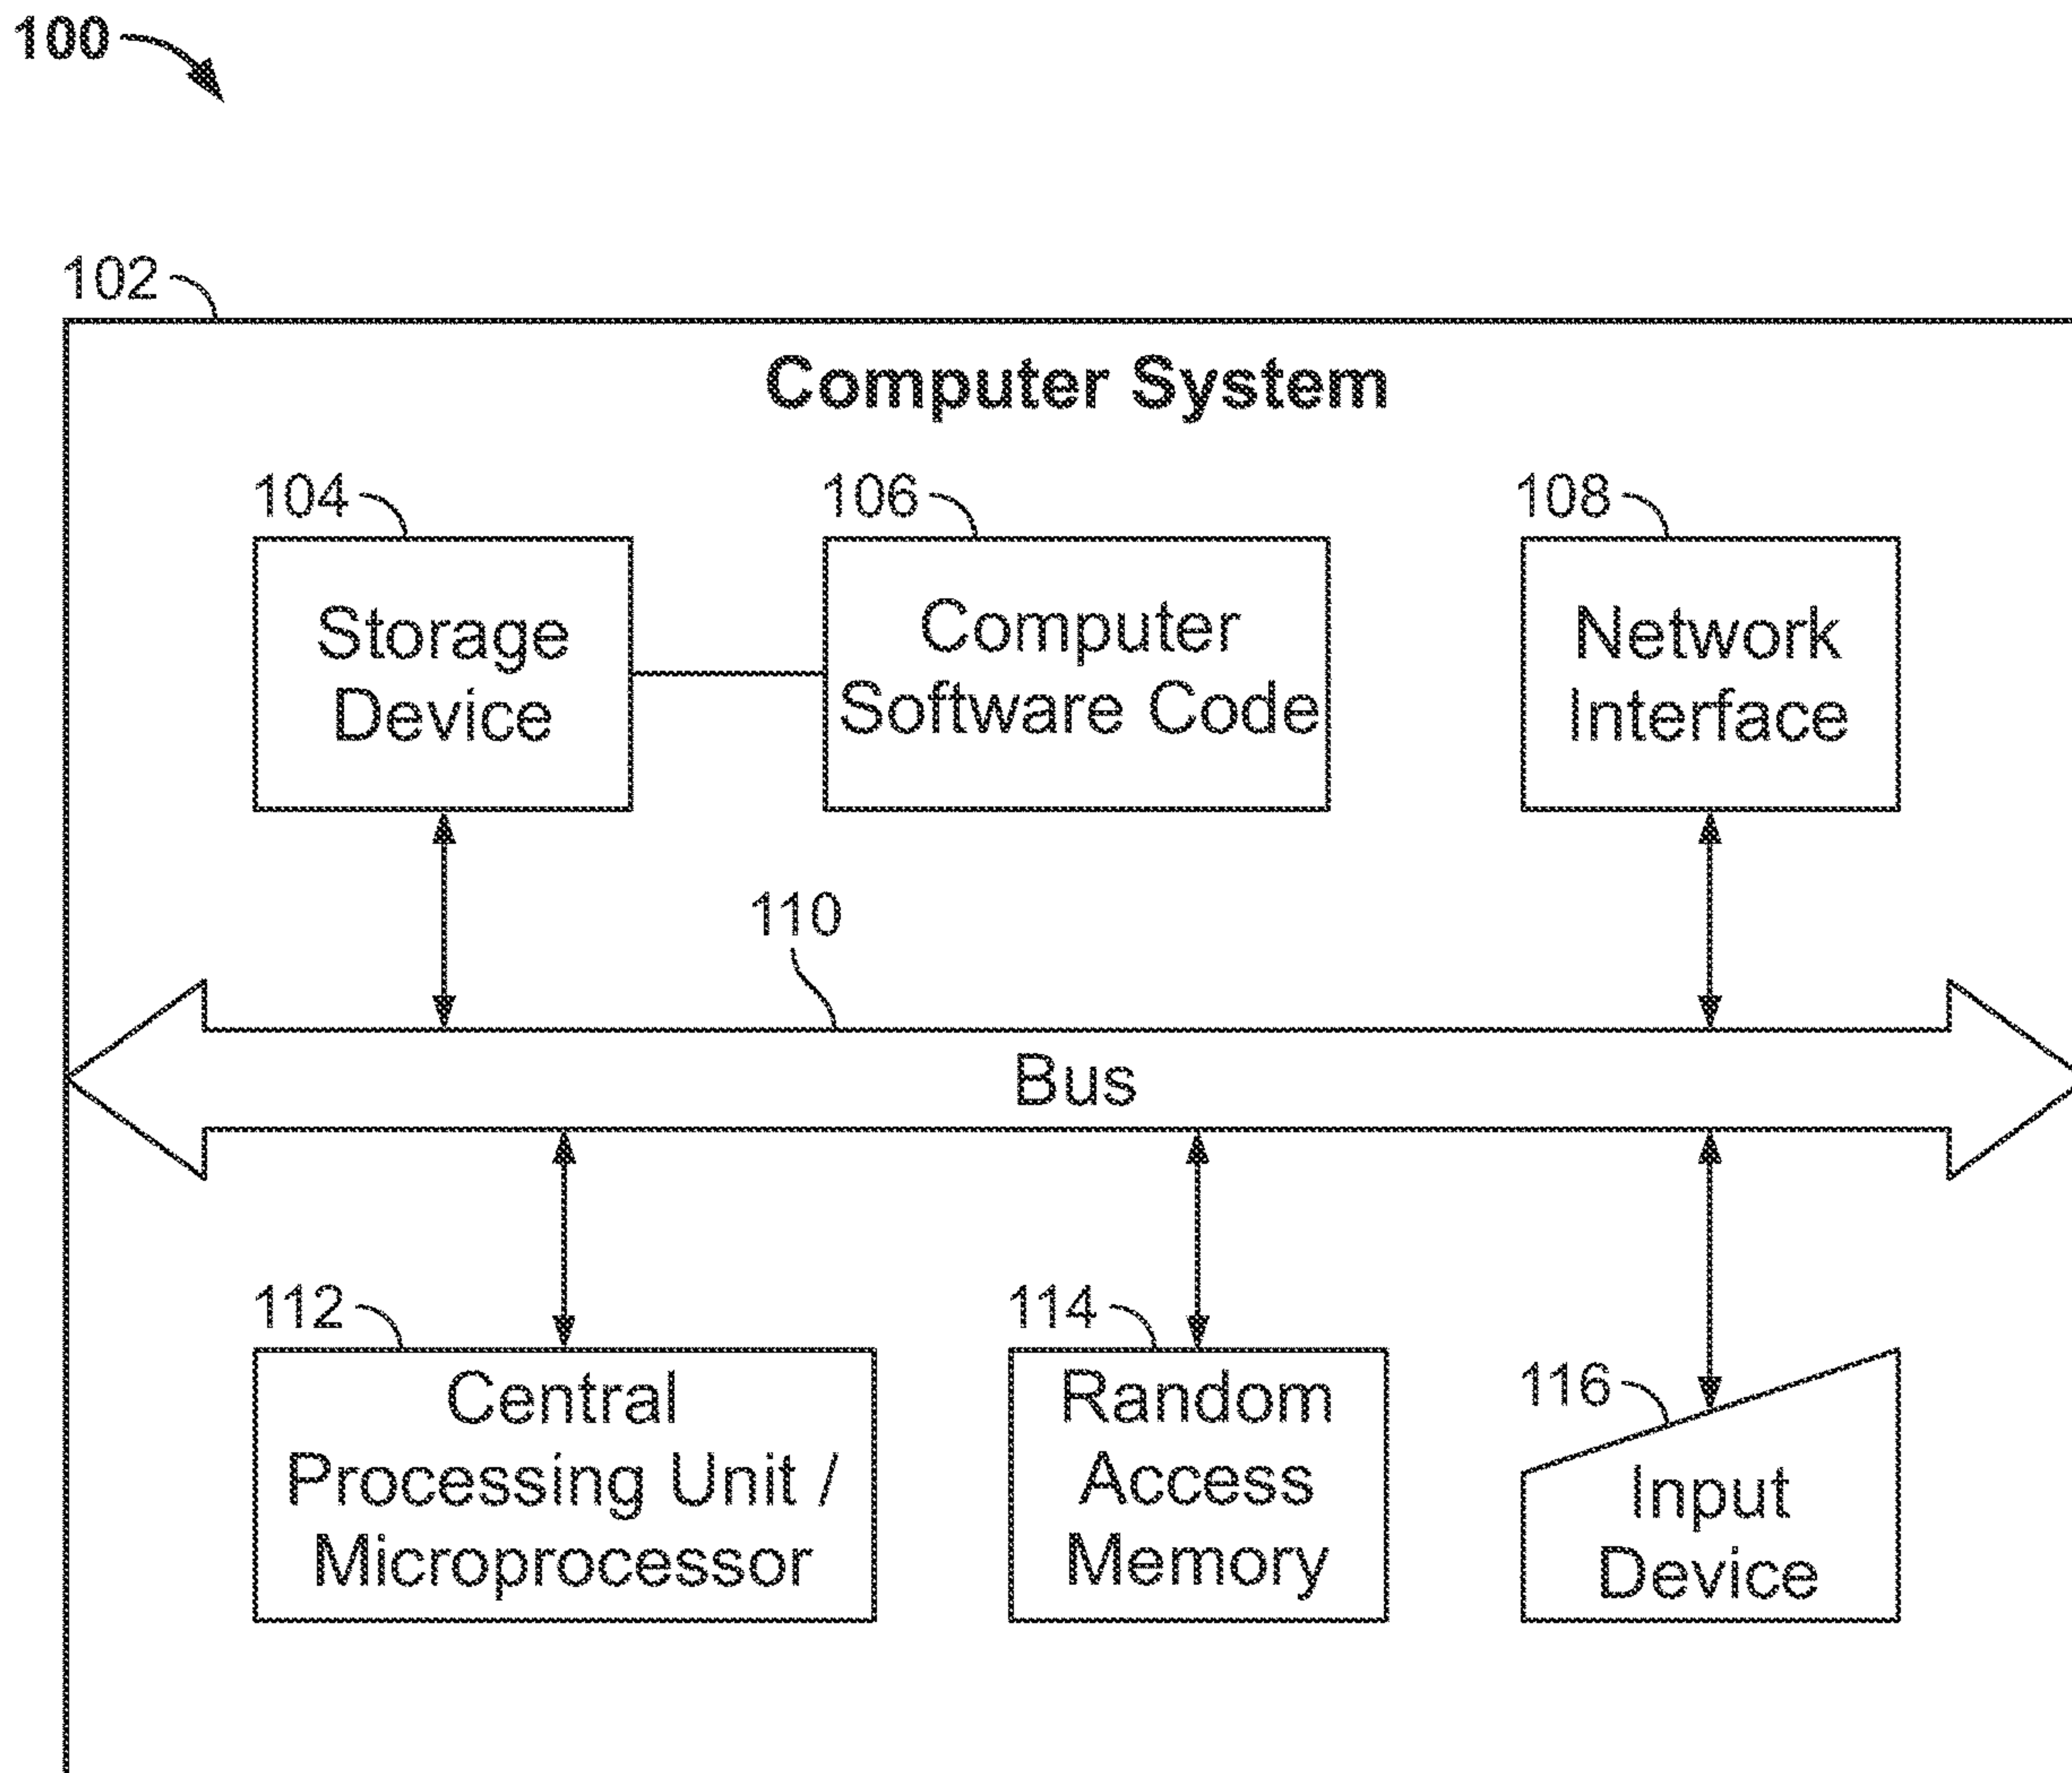 100
102
Computer System
104
106
108
Storage
Device
Computer
Software Code
Network
Interface
110
Bus
112
114
116
Central
Processing Unit /
Microprocessor
Random
Access
Memory
Input
Device